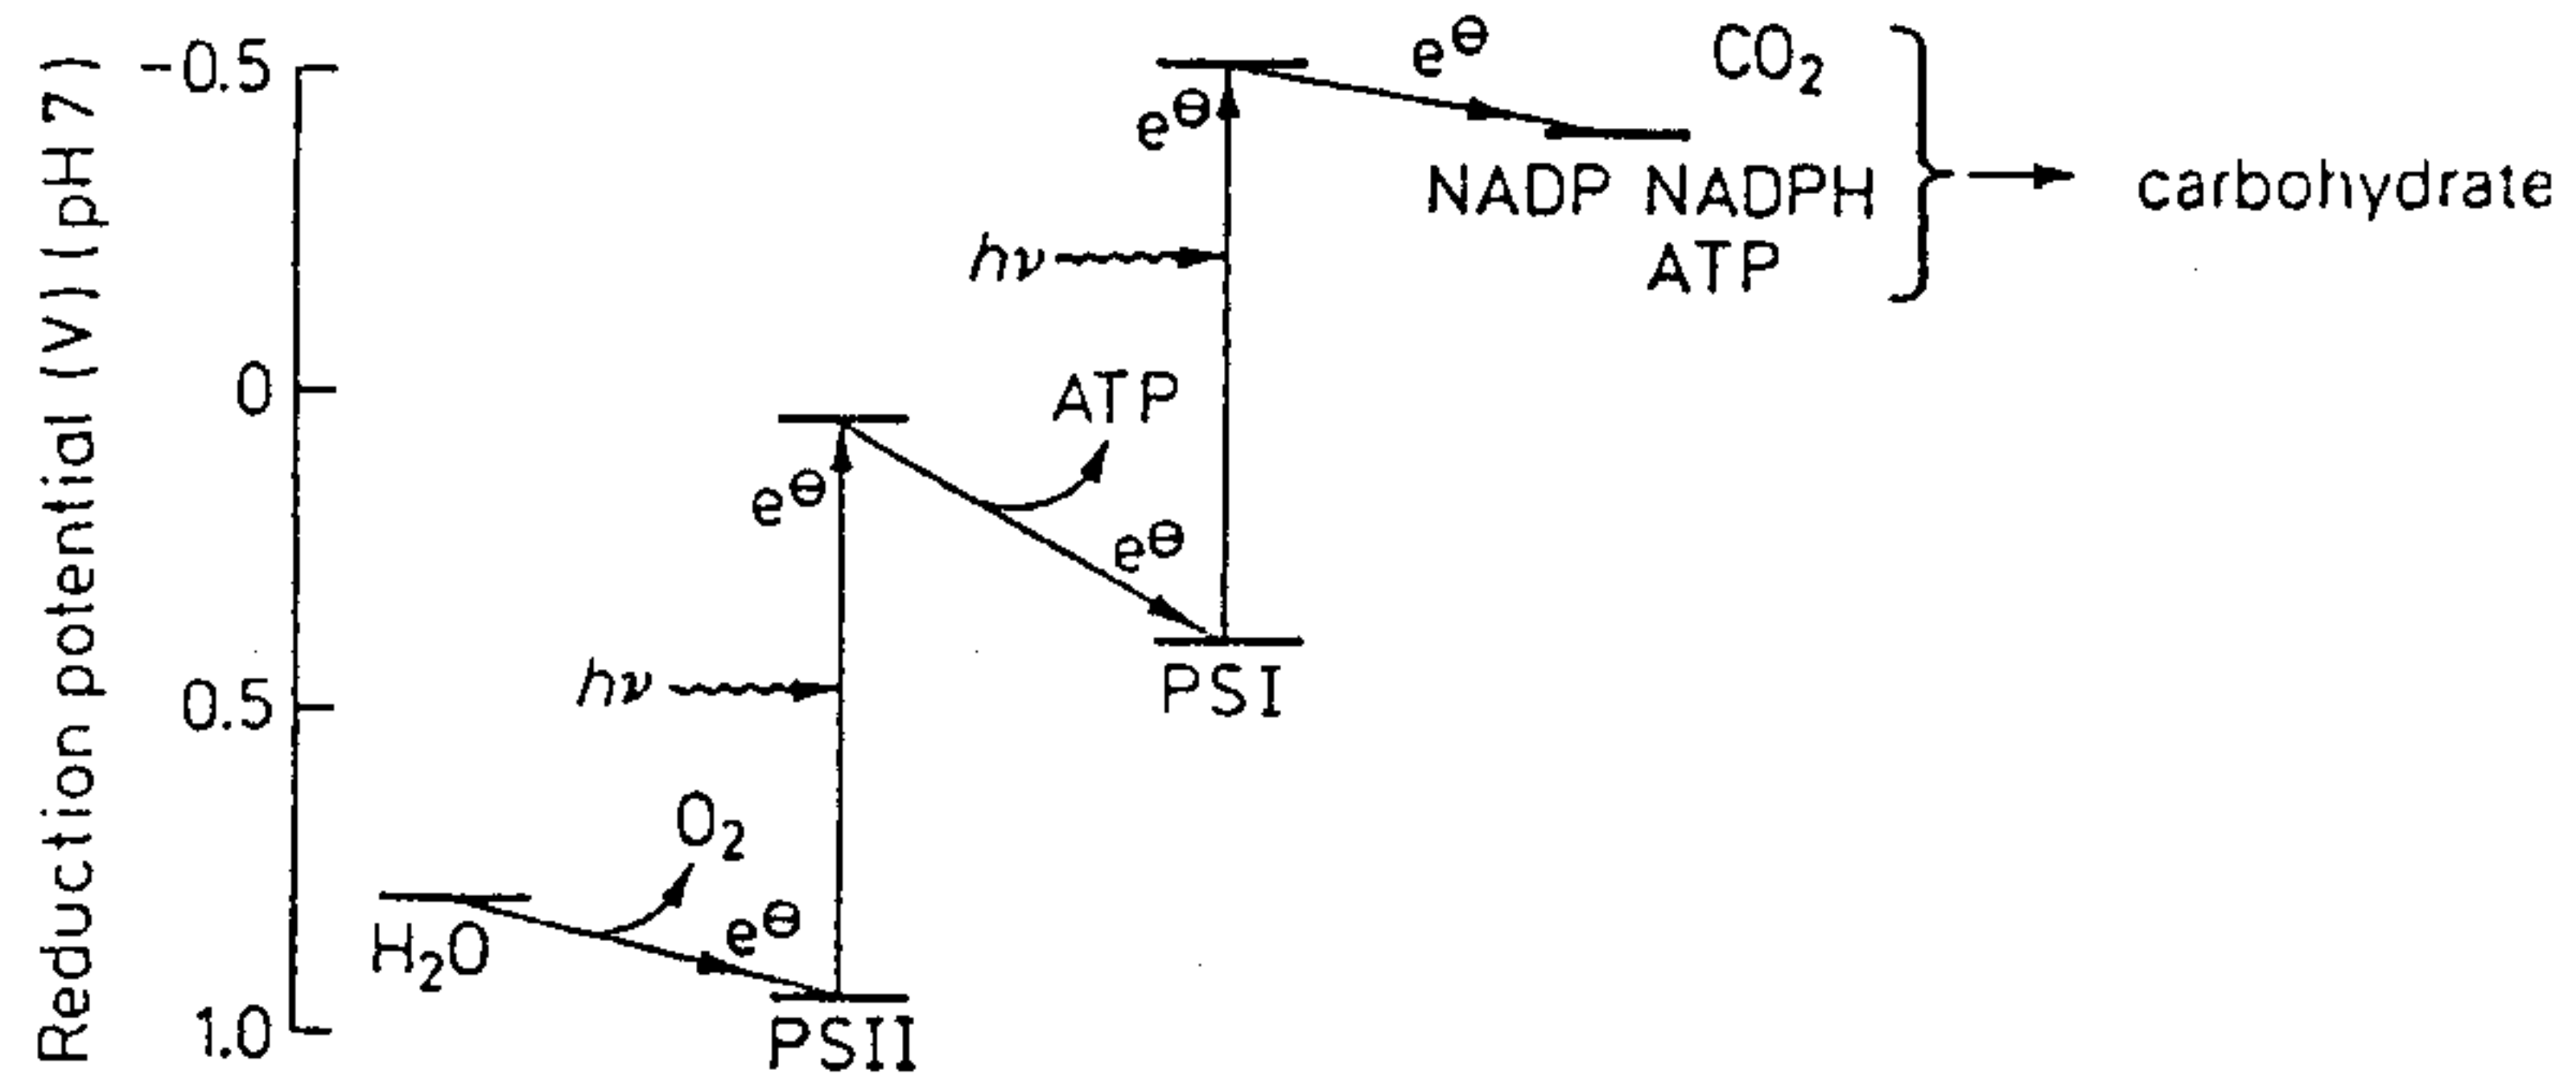 Reduction potential (V) (pH 7)
-0.5
0
0.5
1.0
H₂O
O₂
e⊖
PSII
hν
e⊖
ATP
e⊖
PSI
hν
e⊖
e⊖
CO₂
NADP NADPH
ATP
carbohydrate